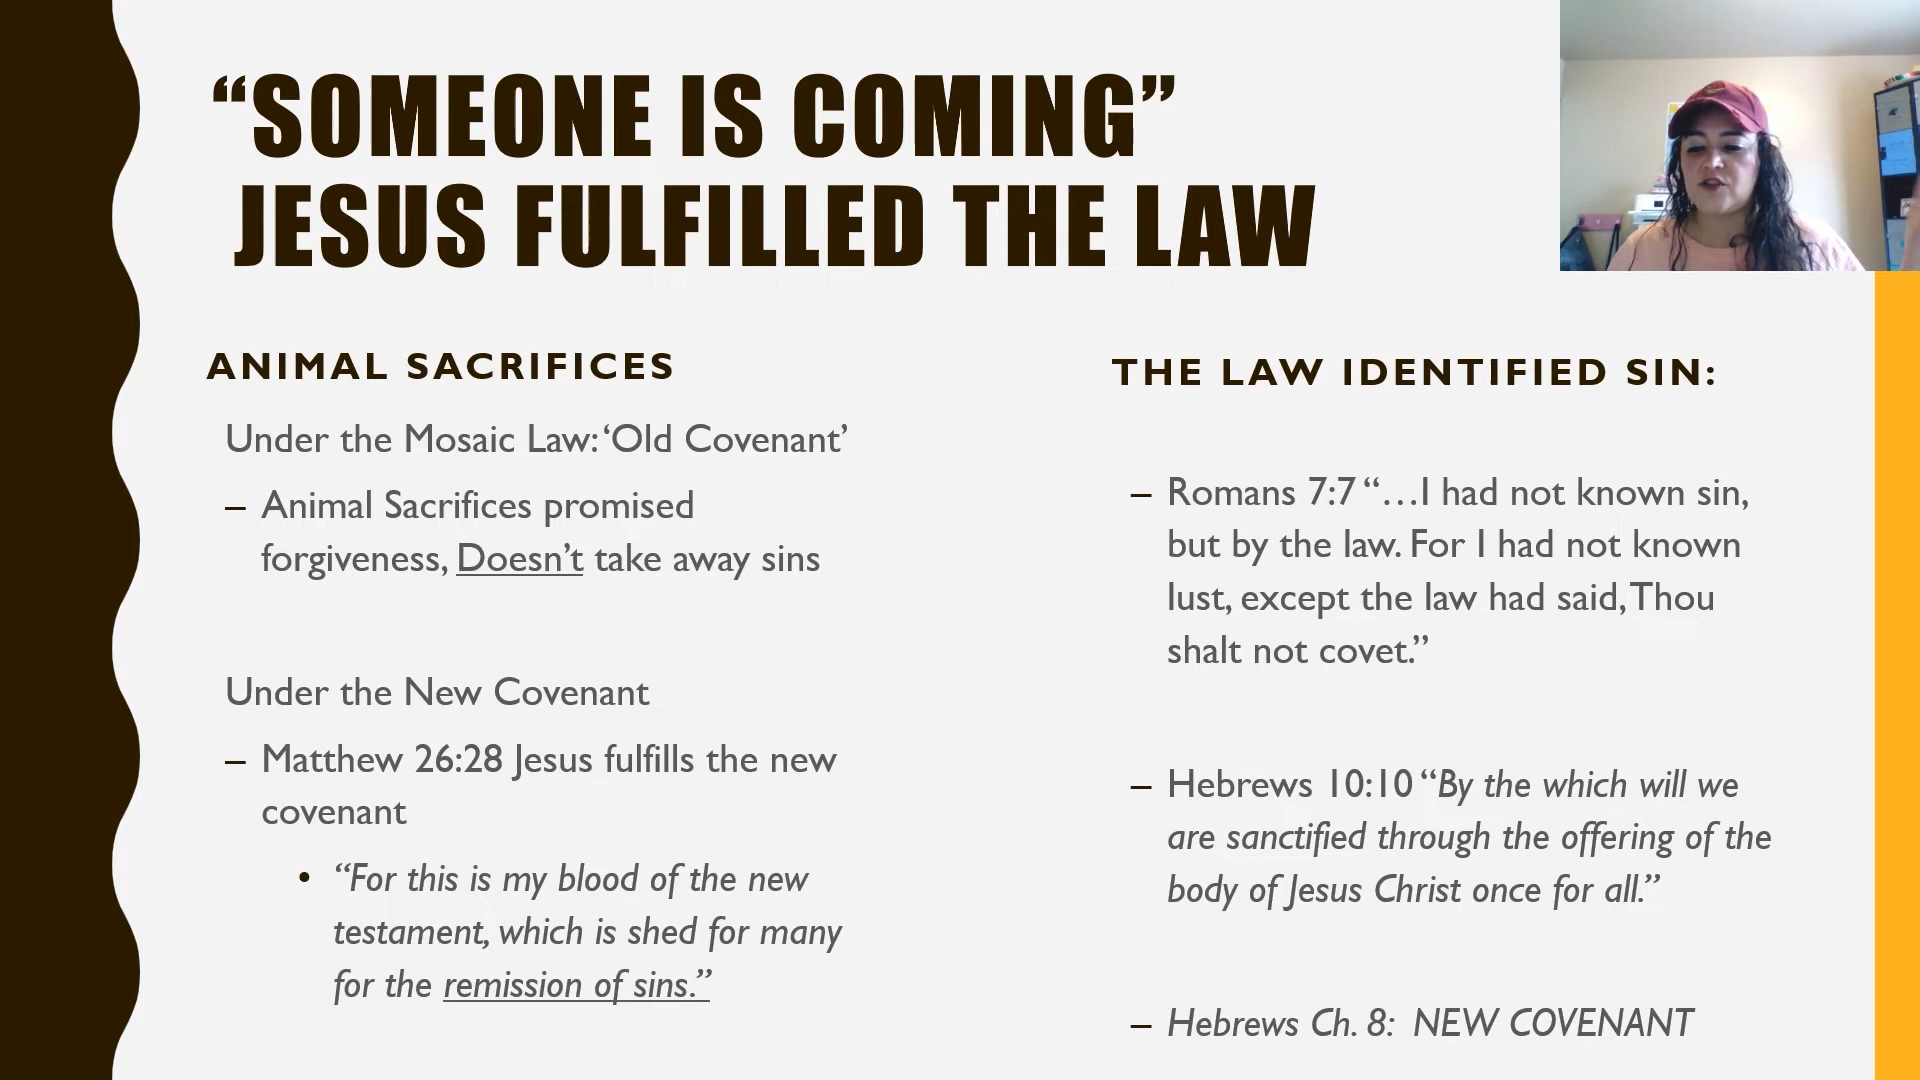 “SOMEONE IS COMING”
JESUS FULFILLED THE LAW
ANIMAL SACRIFICES
Under the Mosaic Law: ‘Old Covenant’
– Animal Sacrifices promised
forgiveness, Doesn’t take away sins
Under the New Covenant
– Matthew 26:28 Jesus fulfills the new
covenant
• “For this is my blood of the new
testament, which is shed for many
for the remission of sins.”
THE LAW IDENTIFIED SIN:
– Romans 7:7 “…I had not known sin,
but by the law. For I had not known
lust, except the law had said, Thou
shalt not covet.”
– Hebrews 10:10 “By the which will we
are sanctified through the offering of the
body of Jesus Christ once for all.”
– Hebrews Ch. 8: NEW COVENANT